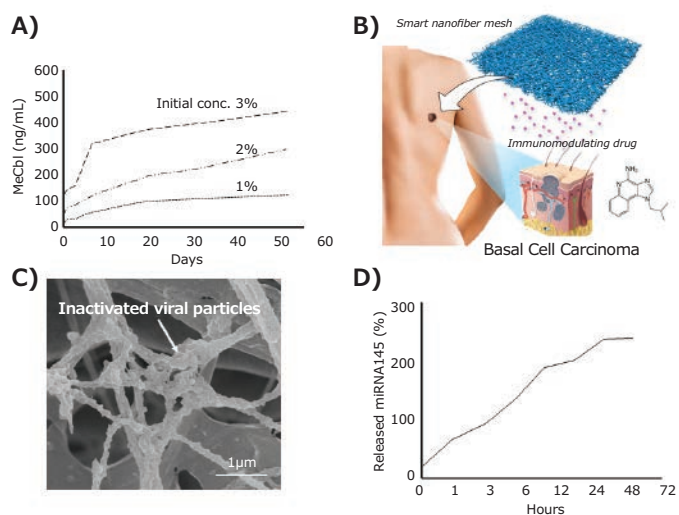 A)
MeCbl (ng/mL)
600
500
400
300
200
100
0
Initial conc. 3%
2%
1%
0
10
20
30
40
50
60
Days
B)
Smart nanofiber mesh
Immunomodulating drug
NH₂
N
N
N
Basal Cell Carcinoma
C)
Inactivated viral particles
1µm
D)
Released miRNA145 (%)
300
200
100
0
0
1
3
6
12
24
48
72
Hours